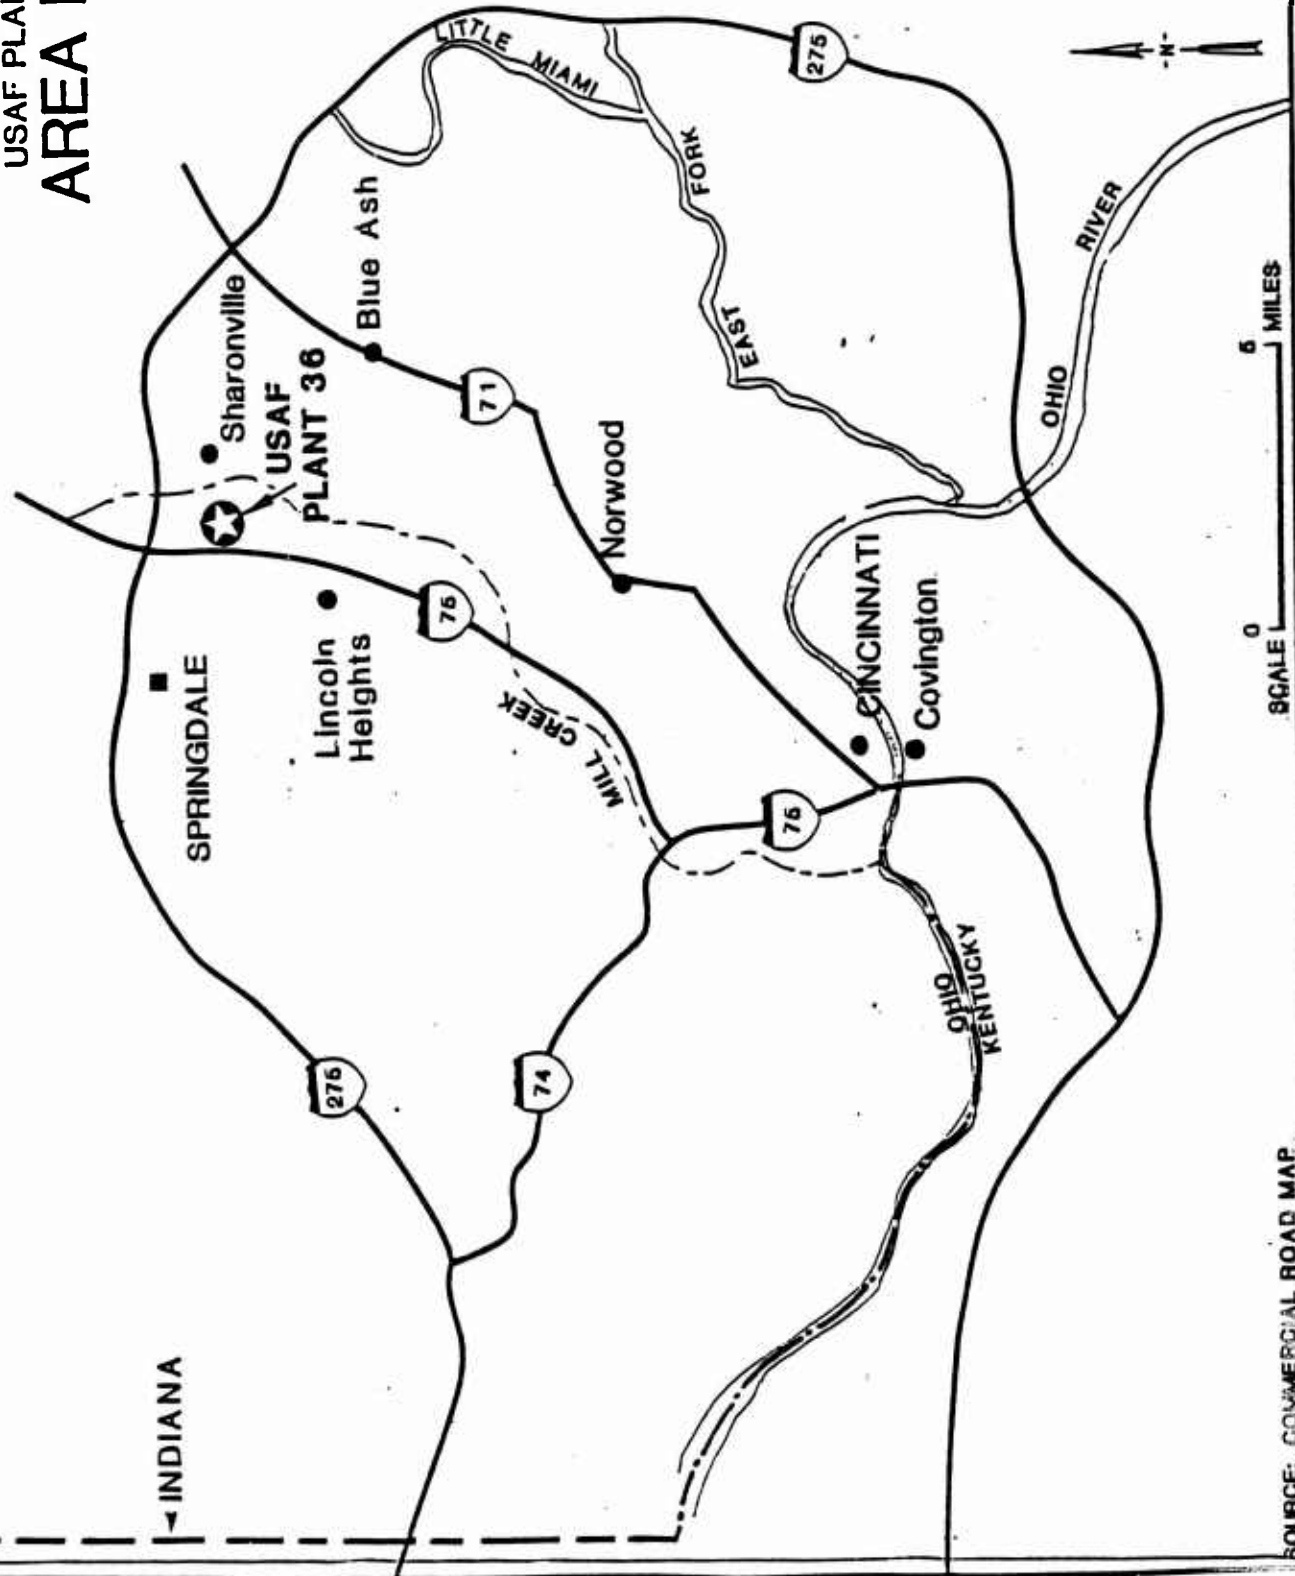 USAF PLAN
AREA
INDIANA
SPRINGDALE
Sharonville
USAF
PLANT 36
Lincoln
Heights
Blue Ash
LITTLE
MIAMI
275
275
75
71
74
75
MILL CREEK
Norwood
EAST
FORK
CINCINNATI
Covington
OHIO
KENTUCKY
OHIO
RIVER
-N-
0
5
SCALE
MILES
SOURCE: COMMERCIAL ROAD MAP